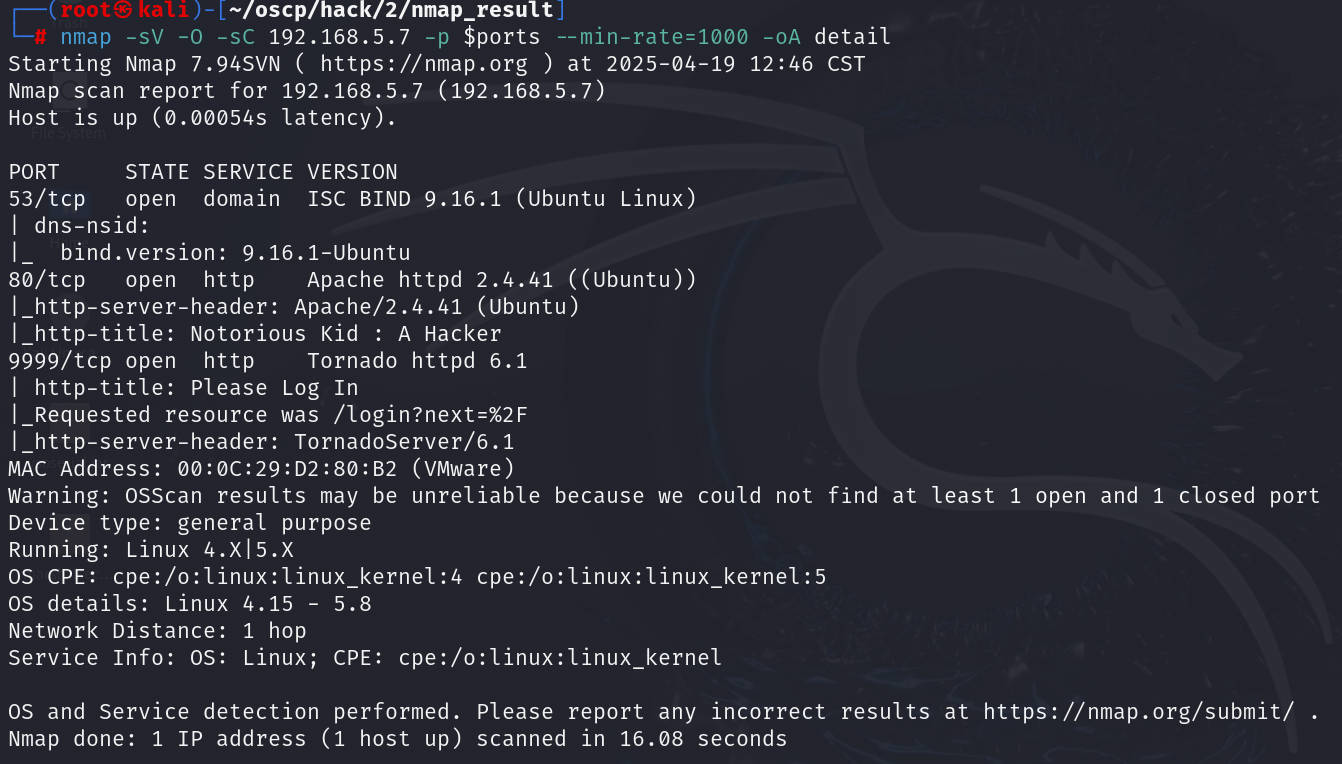 ┌──(root㉿kali)-[~/oscp/hack/2/nmap_result]
└─# nmap -sV -O -sC 192.168.5.7 -p $ports --min-rate=1000 -oA detail
Starting Nmap 7.94SVN ( https://nmap.org ) at 2025-04-19 12:46 CST
Nmap scan report for 192.168.5.7 (192.168.5.7)
Host is up (0.00054s latency).
File System
PORT     STATE SERVICE VERSION
53/tcp   open  domain  ISC BIND 9.16.1 (Ubuntu Linux)
| dns-nsid:
|_  bind.version: 9.16.1-Ubuntu
80/tcp   open  http    Apache httpd 2.4.41 ((Ubuntu))
|_http-server-header: Apache/2.4.41 (Ubuntu)
|_http-title: Notorious Kid : A Hacker
9999/tcp open  http    Tornado httpd 6.1
| http-title: Please Log In
|_Requested resource was /login?next=%2F
|_http-server-header: TornadoServer/6.1
MAC Address: 00:0C:29:D2:80:B2 (VMware)
Warning: OSScan results may be unreliable because we could not find at least 1 open and 1 closed port
Device type: general purpose
Running: Linux 4.X|5.X
OS CPE: cpe:/o:linux:linux_kernel:4 cpe:/o:linux:linux_kernel:5
OS details: Linux 4.15 - 5.8
Network Distance: 1 hop
Service Info: OS: Linux; CPE: cpe:/o:linux:linux_kernel

OS and Service detection performed. Please report any incorrect results at https://nmap.org/submit/ .
Nmap done: 1 IP address (1 host up) scanned in 16.08 seconds